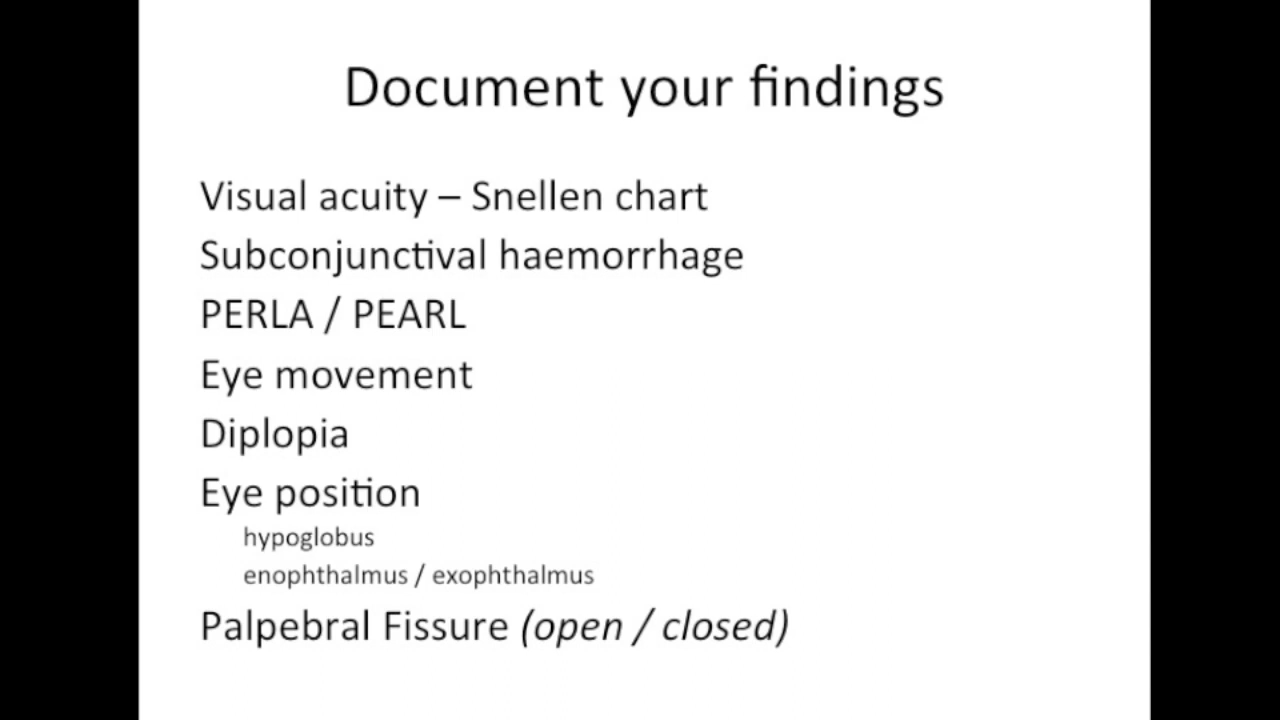 Document your findings
Visual acuity – Snellen chart
Subconjunctival haemorrhage
PERLA / PEARL
Eye movement
Diplopia
Eye position
hypoglobus
enophthalmus / exophthalmus
Palpebral Fissure (open / closed)